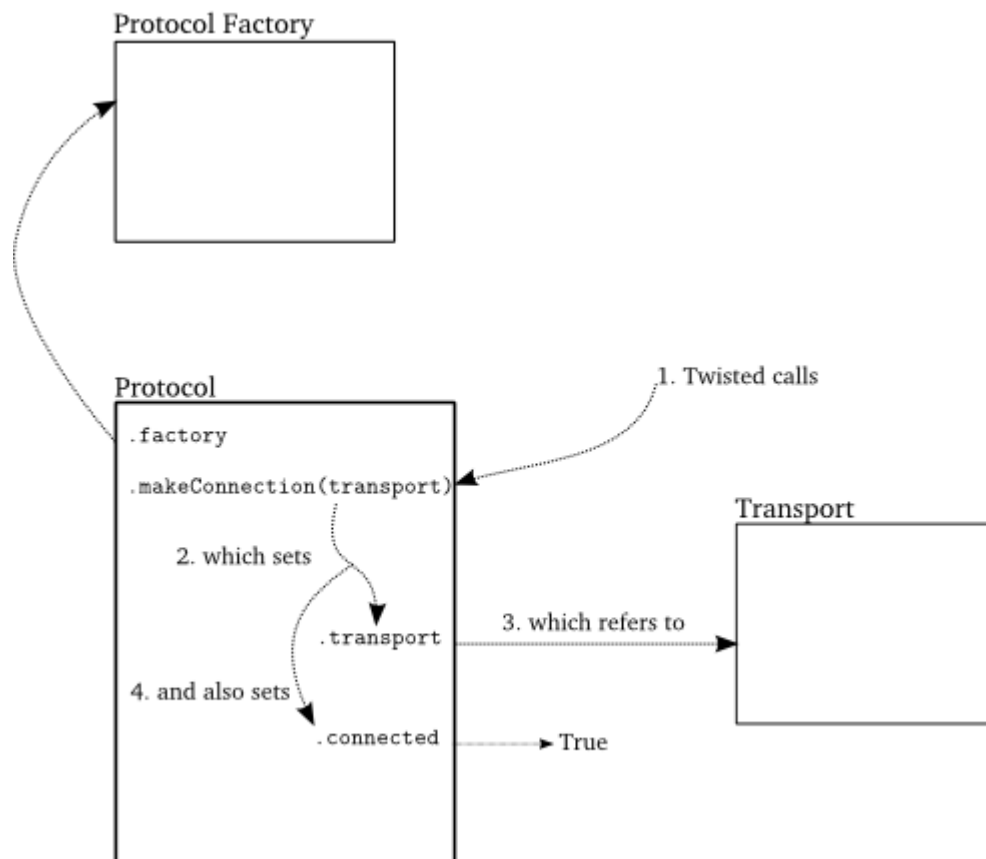 Protocol Factory
1. Twisted calls
Protocol
.factory
.makeConnection(transport)
Transport
2. which sets
3. which refers to
.transport
4. and also sets
.connected
True